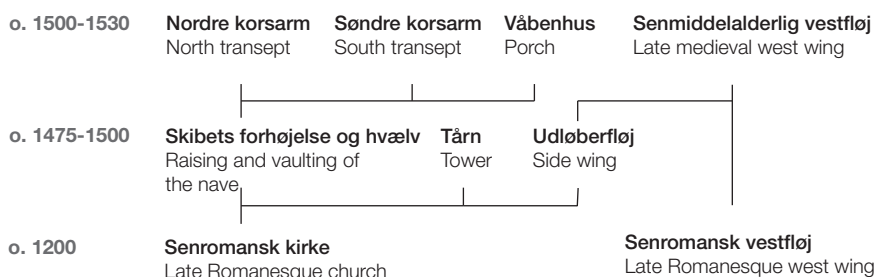 o. 1500-1530 Nordre korsarm Søndre korsarm Våbenhus Senmiddelalderlig vestfløj
North transept South transept Porch Late medieval west wing
o. 1475-1500 Skibets forhøjelse og hvælv Tårn Udløberfløj
Raising and vaulting of Tower Side wing
the nave
o. 1200 Senromansk kirke Senromansk vestfløj
Late Romanesque church Late Romanesque west wing